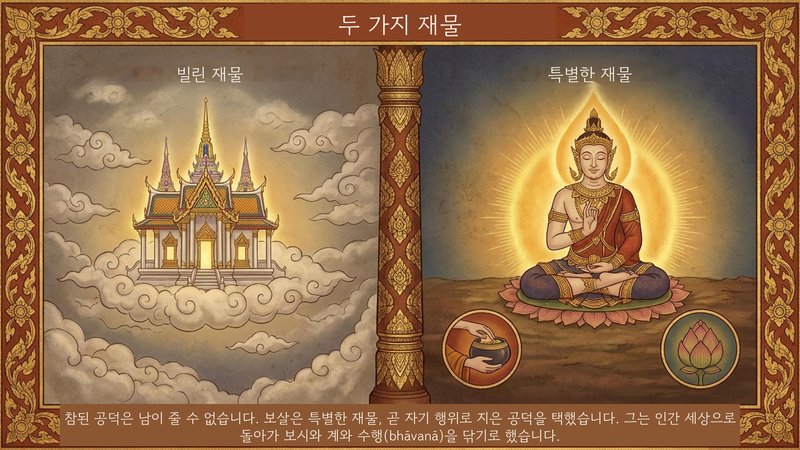 두 가지 재물
빌린 재물
특별한 재물
참된 공덕은 남이 줄 수 없습니다. 보살은 특별한 재물, 곧 자기 행위로 지은 공덕을 택했습니다. 그는 인간 세상으로
돌아가 보시와 계와 수행(bhāvanā)을 닦기로 했습니다.